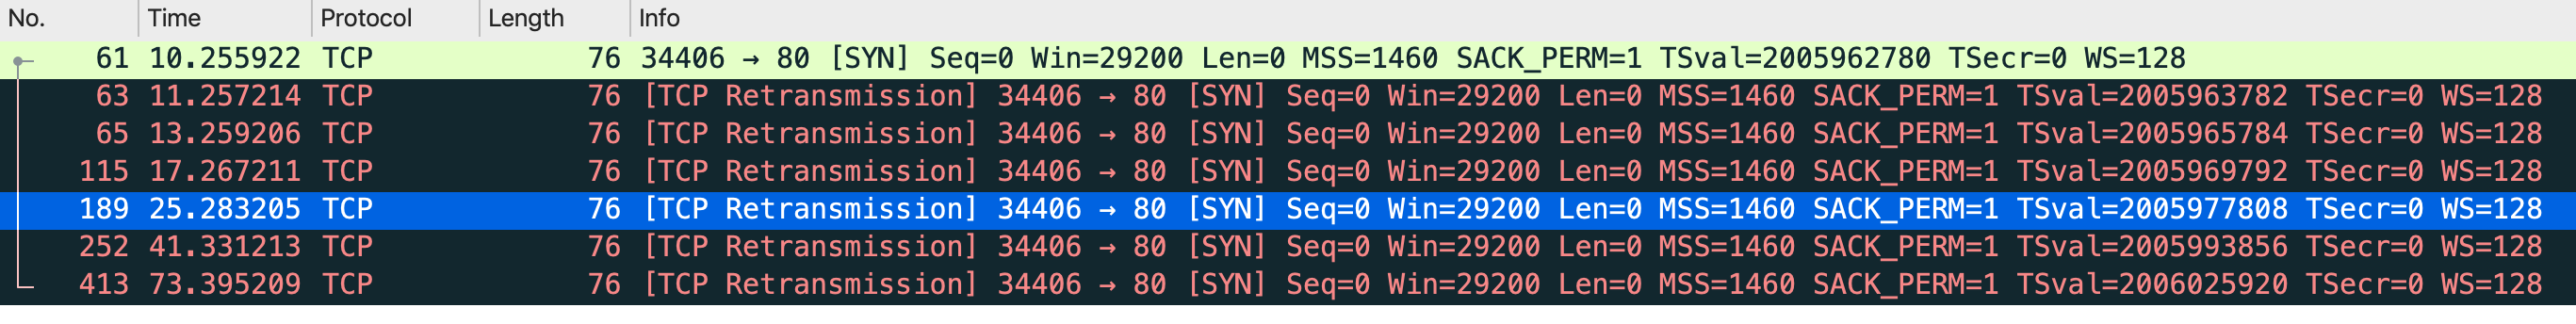 No. Time Protocol Length Info
61 10.255922 TCP 76 34406 → 80 [SYN] Seq=0 Win=29200 Len=0 MSS=1460 SACK_PERM=1 TSval=2005962780 TSecr=0 WS=128
63 11.257214 TCP 76 [TCP Retransmission] 34406 → 80 [SYN] Seq=0 Win=29200 Len=0 MSS=1460 SACK_PERM=1 TSval=2005963782 TSecr=0 WS=128
65 13.259206 TCP 76 [TCP Retransmission] 34406 → 80 [SYN] Seq=0 Win=29200 Len=0 MSS=1460 SACK_PERM=1 TSval=2005965784 TSecr=0 WS=128
115 17.267211 TCP 76 [TCP Retransmission] 34406 → 80 [SYN] Seq=0 Win=29200 Len=0 MSS=1460 SACK_PERM=1 TSval=2005969792 TSecr=0 WS=128
189 25.283205 TCP 76 [TCP Retransmission] 34406 → 80 [SYN] Seq=0 Win=29200 Len=0 MSS=1460 SACK_PERM=1 TSval=2005977808 TSecr=0 WS=128
252 41.331213 TCP 76 [TCP Retransmission] 34406 → 80 [SYN] Seq=0 Win=29200 Len=0 MSS=1460 SACK_PERM=1 TSval=2005993856 TSecr=0 WS=128
413 73.395209 TCP 76 [TCP Retransmission] 34406 → 80 [SYN] Seq=0 Win=29200 Len=0 MSS=1460 SACK_PERM=1 TSval=2006025920 TSecr=0 WS=128